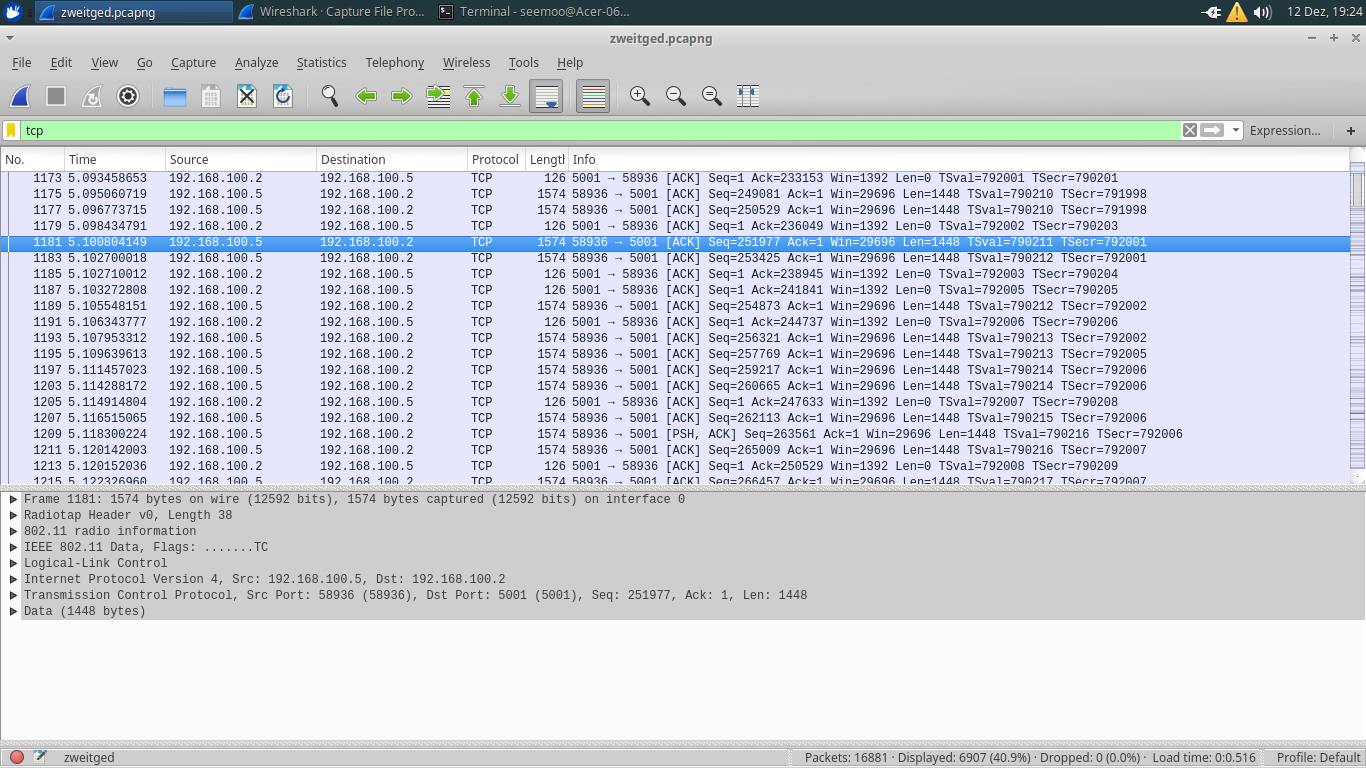 zweitged.pcapng Wireshark · Capture File Pro... Terminal - seemoo@Acer-06... 12 Dez, 19:24
zweitged.pcapng
File Edit View Go Capture Analyze Statistics Telephony Wireless Tools Help
tcp Expression... +
No. Time Source Destination Protocol Length Info
1173 5.093458653 192.168.100.2 192.168.100.5 TCP 126 5001 → 58936 [ACK] Seq=1 Ack=233153 Win=1392 Len=0 TSval=792001 TSecr=790201
1175 5.095060719 192.168.100.5 192.168.100.2 TCP 1574 58936 → 5001 [ACK] Seq=249081 Ack=1 Win=29696 Len=1448 TSval=790210 TSecr=791998
1177 5.096773715 192.168.100.5 192.168.100.2 TCP 1574 58936 → 5001 [ACK] Seq=250529 Ack=1 Win=29696 Len=1448 TSval=790210 TSecr=791998
1179 5.098434791 192.168.100.2 192.168.100.5 TCP 126 5001 → 58936 [ACK] Seq=1 Ack=236049 Win=1392 Len=0 TSval=792002 TSecr=790203
1181 5.100804149 192.168.100.5 192.168.100.2 TCP 1574 58936 → 5001 [ACK] Seq=251977 Ack=1 Win=29696 Len=1448 TSval=790211 TSecr=792001
1183 5.102700018 192.168.100.5 192.168.100.2 TCP 1574 58936 → 5001 [ACK] Seq=253425 Ack=1 Win=29696 Len=1448 TSval=790212 TSecr=792001
1185 5.102710012 192.168.100.2 192.168.100.5 TCP 126 5001 → 58936 [ACK] Seq=1 Ack=238945 Win=1392 Len=0 TSval=792003 TSecr=790204
1187 5.103272808 192.168.100.2 192.168.100.5 TCP 126 5001 → 58936 [ACK] Seq=1 Ack=241841 Win=1392 Len=0 TSval=792005 TSecr=790205
1189 5.105548151 192.168.100.5 192.168.100.2 TCP 1574 58936 → 5001 [ACK] Seq=254873 Ack=1 Win=29696 Len=1448 TSval=790212 TSecr=792002
1191 5.106343777 192.168.100.2 192.168.100.5 TCP 126 5001 → 58936 [ACK] Seq=1 Ack=244737 Win=1392 Len=0 TSval=792006 TSecr=790206
1193 5.107953312 192.168.100.5 192.168.100.2 TCP 1574 58936 → 5001 [ACK] Seq=256321 Ack=1 Win=29696 Len=1448 TSval=790213 TSecr=792002
1195 5.109639613 192.168.100.5 192.168.100.2 TCP 1574 58936 → 5001 [ACK] Seq=257769 Ack=1 Win=29696 Len=1448 TSval=790213 TSecr=792005
1197 5.111457023 192.168.100.5 192.168.100.2 TCP 1574 58936 → 5001 [ACK] Seq=259217 Ack=1 Win=29696 Len=1448 TSval=790214 TSecr=792006
1203 5.114288172 192.168.100.5 192.168.100.2 TCP 1574 58936 → 5001 [ACK] Seq=260665 Ack=1 Win=29696 Len=1448 TSval=790214 TSecr=792006
1205 5.114914804 192.168.100.2 192.168.100.5 TCP 126 5001 → 58936 [ACK] Seq=1 Ack=247633 Win=1392 Len=0 TSval=792007 TSecr=790208
1207 5.116515065 192.168.100.5 192.168.100.2 TCP 1574 58936 → 5001 [ACK] Seq=262113 Ack=1 Win=29696 Len=1448 TSval=790215 TSecr=792006
1209 5.118300224 192.168.100.5 192.168.100.2 TCP 1574 58936 → 5001 [PSH, ACK] Seq=263561 Ack=1 Win=29696 Len=1448 TSval=790216 TSecr=792006
1211 5.120142003 192.168.100.5 192.168.100.2 TCP 1574 58936 → 5001 [ACK] Seq=265009 Ack=1 Win=29696 Len=1448 TSval=790216 TSecr=792007
1213 5.120152036 192.168.100.2 192.168.100.5 TCP 126 5001 → 58936 [ACK] Seq=1 Ack=250529 Win=1392 Len=0 TSval=792008 TSecr=790209
1215 5.122326960 192.168.100.5 192.168.100.2 TCP 1574 58936 → 5001 [ACK] Seq=266457 Ack=1 Win=29696 Len=1448 TSval=790217 TSecr=792007
Frame 1181: 1574 bytes on wire (12592 bits), 1574 bytes captured (12592 bits) on interface 0
Radiotap Header v0, Length 38
802.11 radio information
IEEE 802.11 Data, Flags: .......TC
Logical-Link Control
Internet Protocol Version 4, Src: 192.168.100.5, Dst: 192.168.100.2
Transmission Control Protocol, Src Port: 58936 (58936), Dst Port: 5001 (5001), Seq: 251977, Ack: 1, Len: 1448
Data (1448 bytes)
zweitged Packets: 16881 · Displayed: 6907 (40.9%) · Dropped: 0 (0.0%) · Load time: 0:0.516 Profile: Default